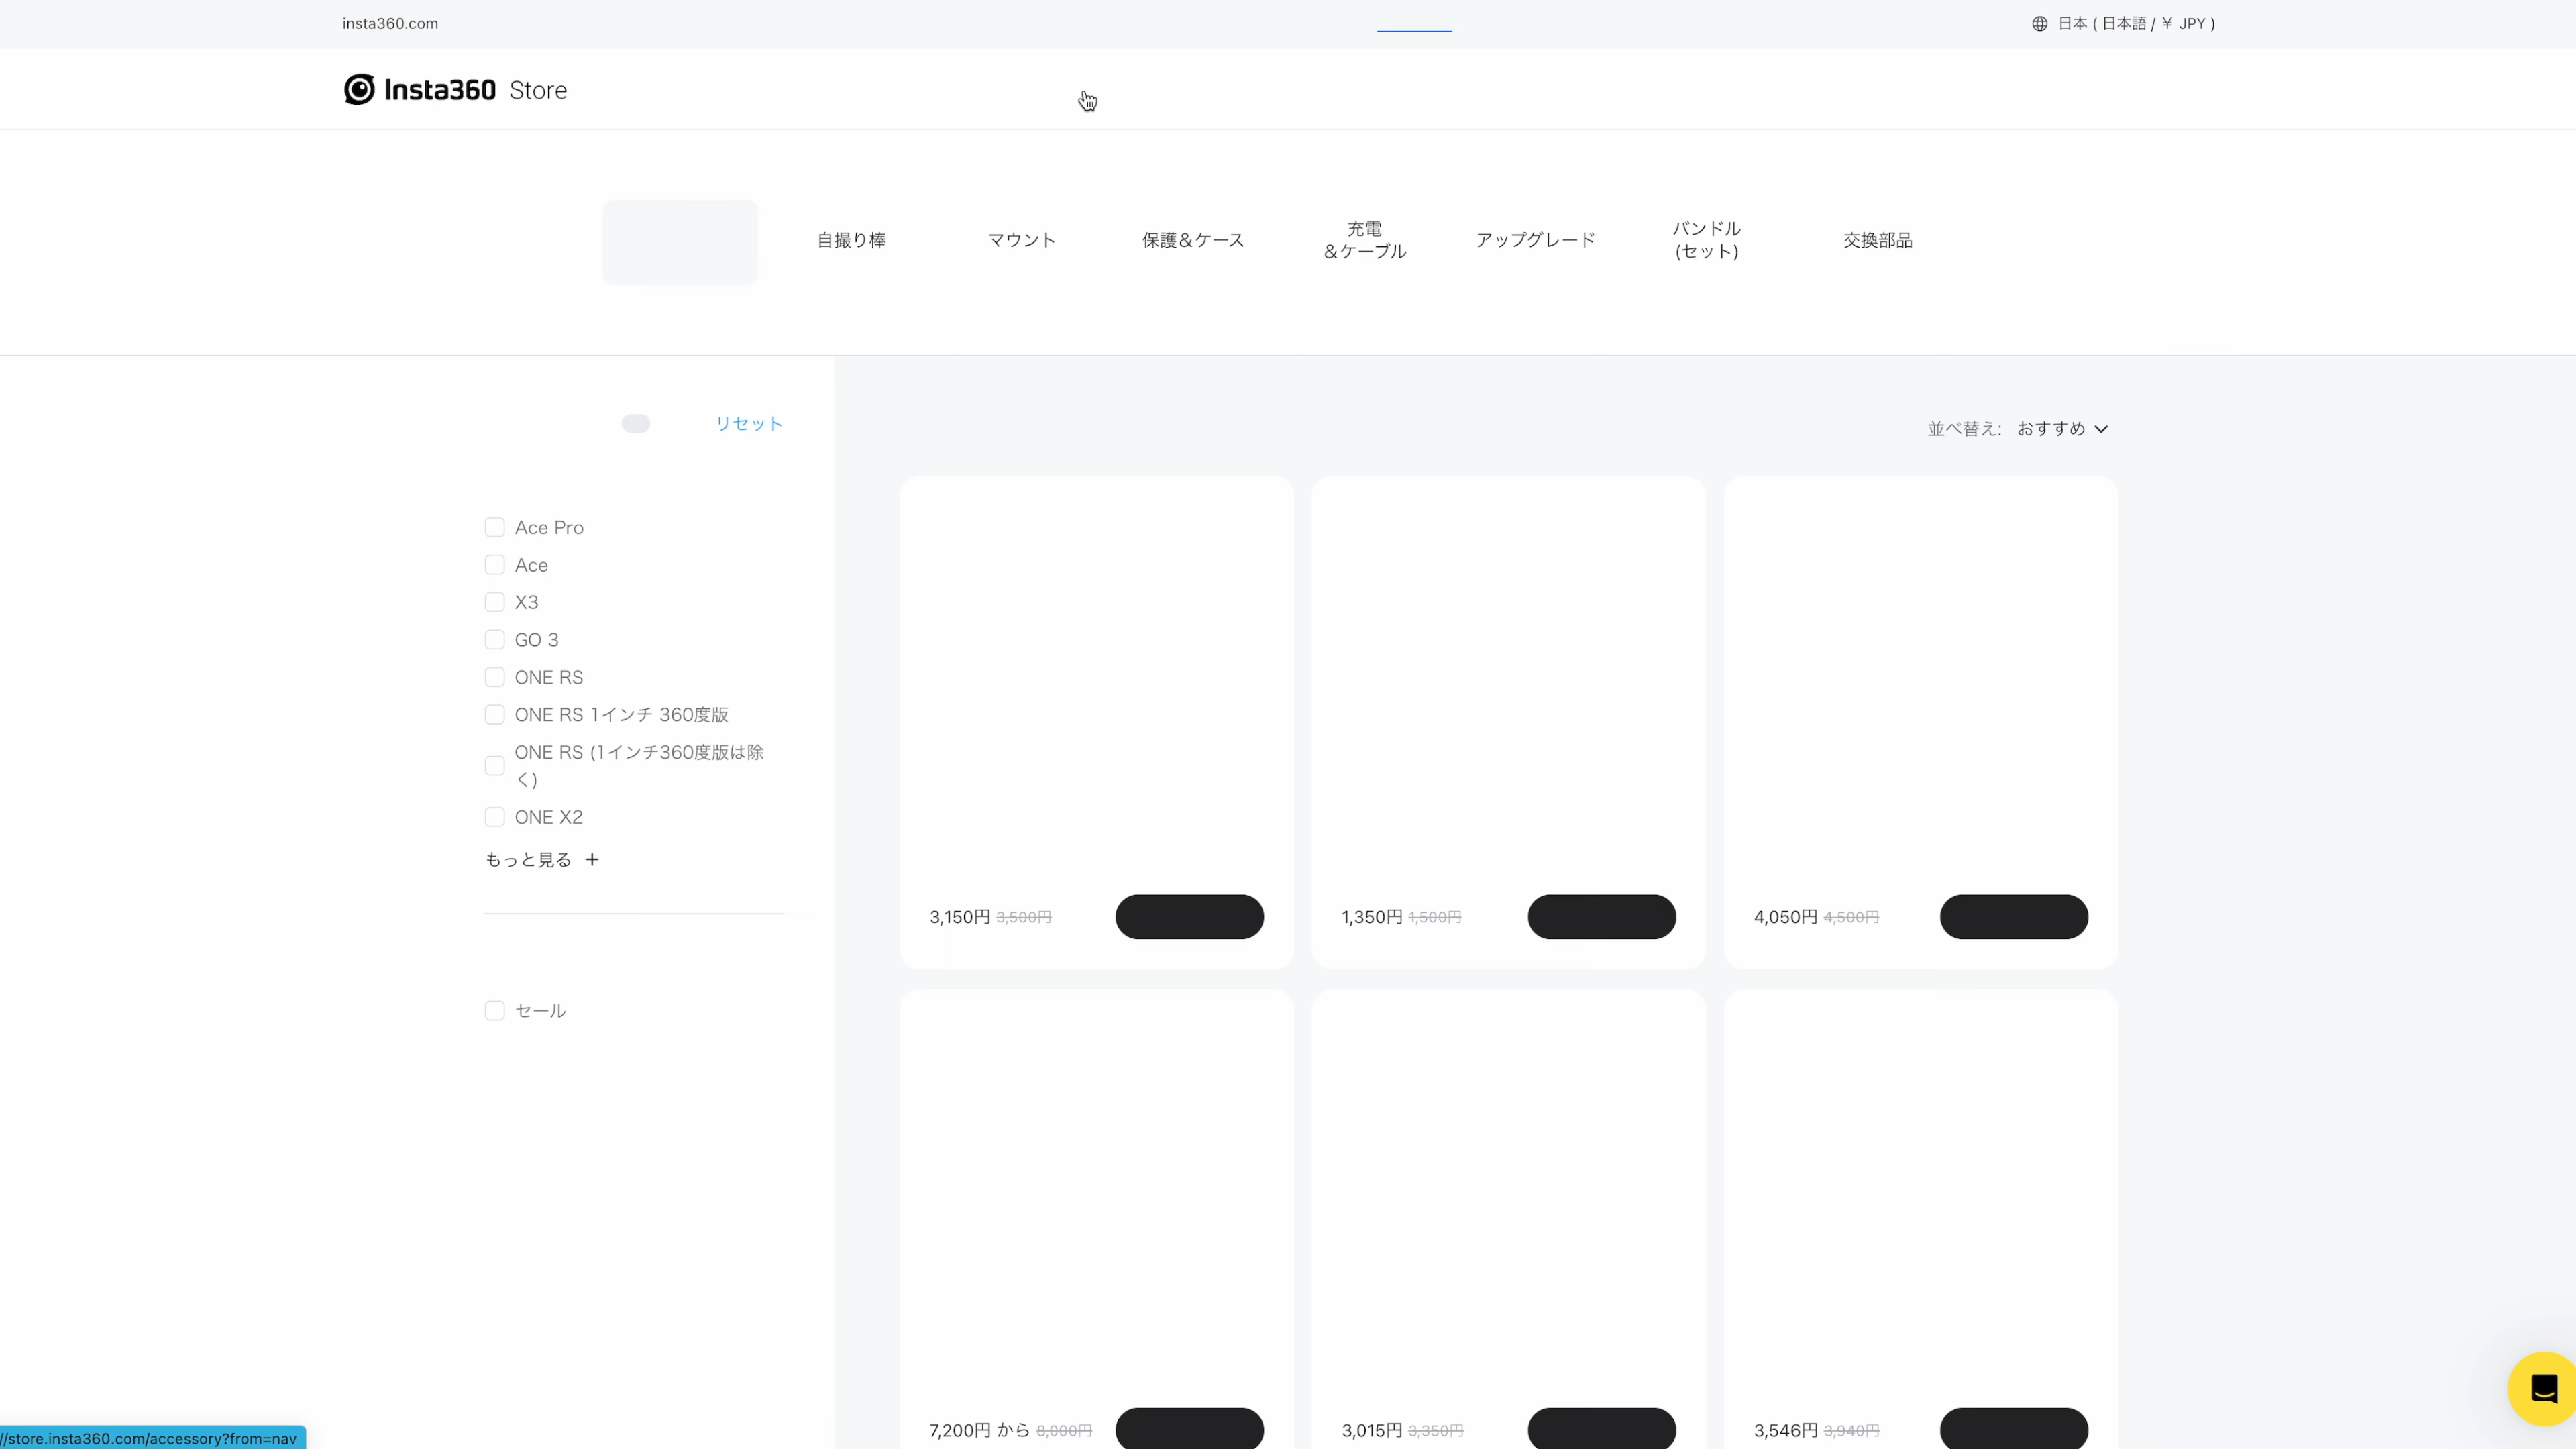 insta360.com
日本 ( 日本語 / ￥ JPY )
Insta360 Store
自撮り棒
マウント
保護＆ケース
充電
＆ケーブル
アップグレード
バンドル
(セット)
交換部品
リセット
並べ替え: おすすめ
Ace Pro
Ace
X3
GO 3
ONE RS
ONE RS 1インチ 360度版
ONE RS (1インチ360度版は除
く)
ONE X2
もっと見る +
セール
3,150円 3,500円
1,350円 1,500円
4,050円 4,500円
7,200円 から 8,000円
3,015円 3,350円
3,546円 3,940円
//store.insta360.com/accessory?from=nav